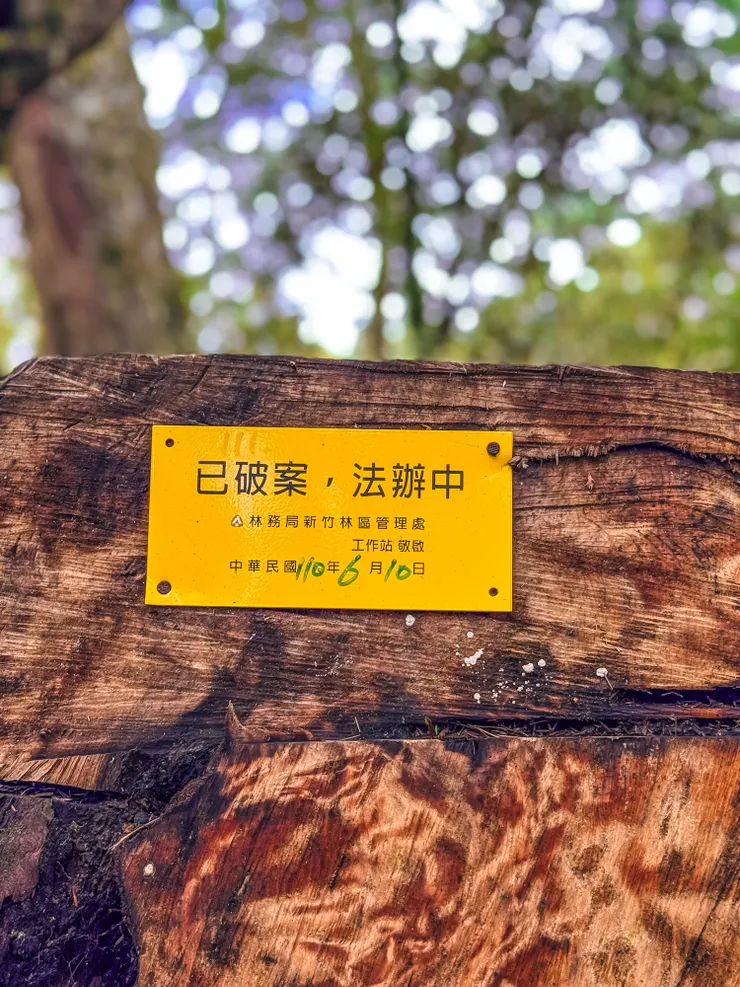 已破案，法辦中
林務局新竹林區管理處
工作站 敬啟
中華民國110年6月10日